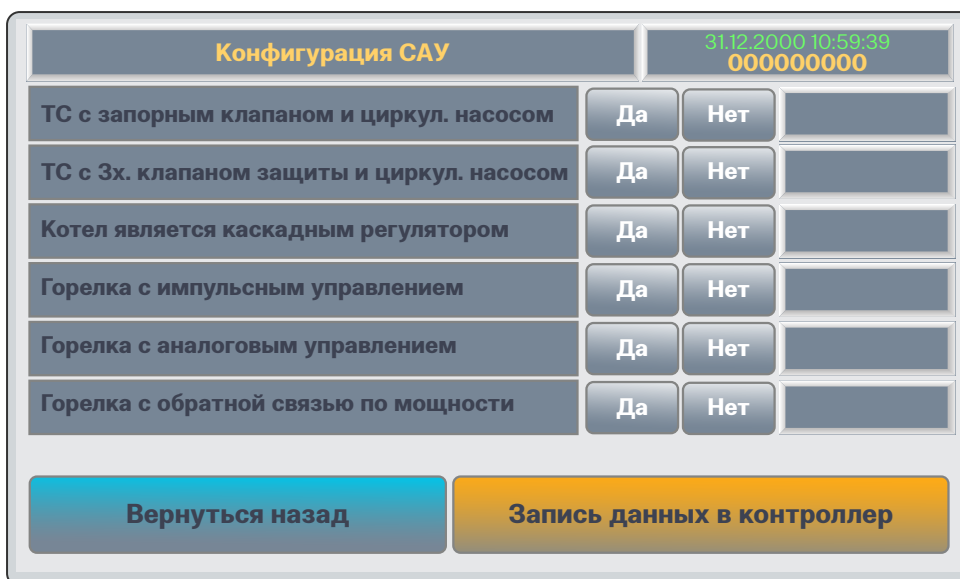 Конфигурация САУ
31.12.2000 10:59:39
000000000
ТС с запорным клапаном и циркул. насосом Да Нет
ТС с 3х. клапаном защиты и циркул. насосом Да Нет
Котел является каскадным регулятором Да Нет
Горелка с импульсным управлением Да Нет
Горелка с аналоговым управлением Да Нет
Горелка с обратной связью по мощности Да Нет
Вернуться назад Запись данных в контроллер